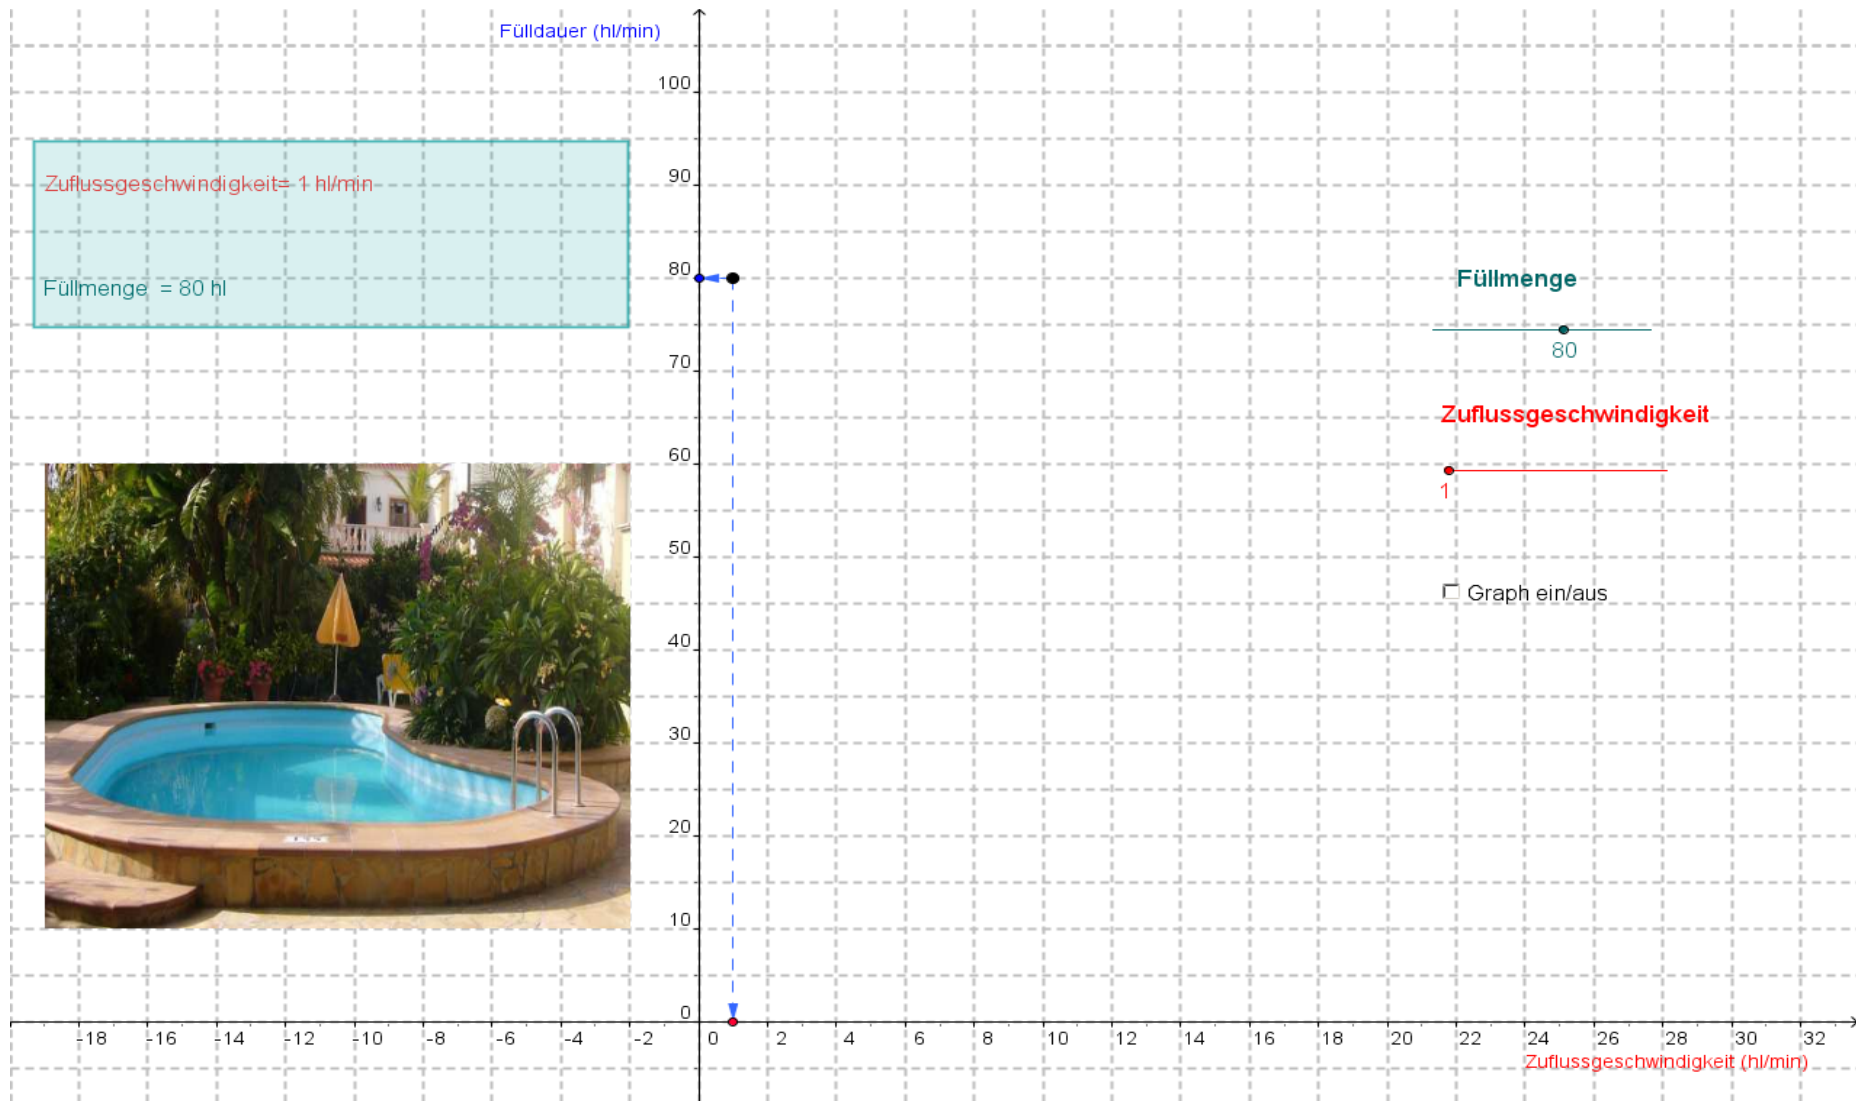 Fülldauer (hl/min)
100
90
80
70
60
50
40
30
20
10
0
Zuflussgeschwindigkeit= 1 hl/min
Füllmenge = 80 hl
Füllmenge
80
Zuflussgeschwindigkeit
1
Graph ein/aus
-18 -16 -14 -12 -10 -8 -6 -4 -2 0 2 4 6 8 10 12 14 16 18 20 22 24 26 28 30 32
Zuflussgeschwindigkeit (hl/min)